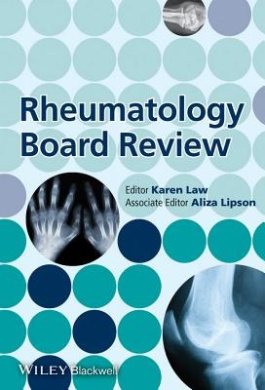 Rheumatology
Board Review
Editor Karen Law
Associate Editor Aliza Lipson
WILEY Blackwell